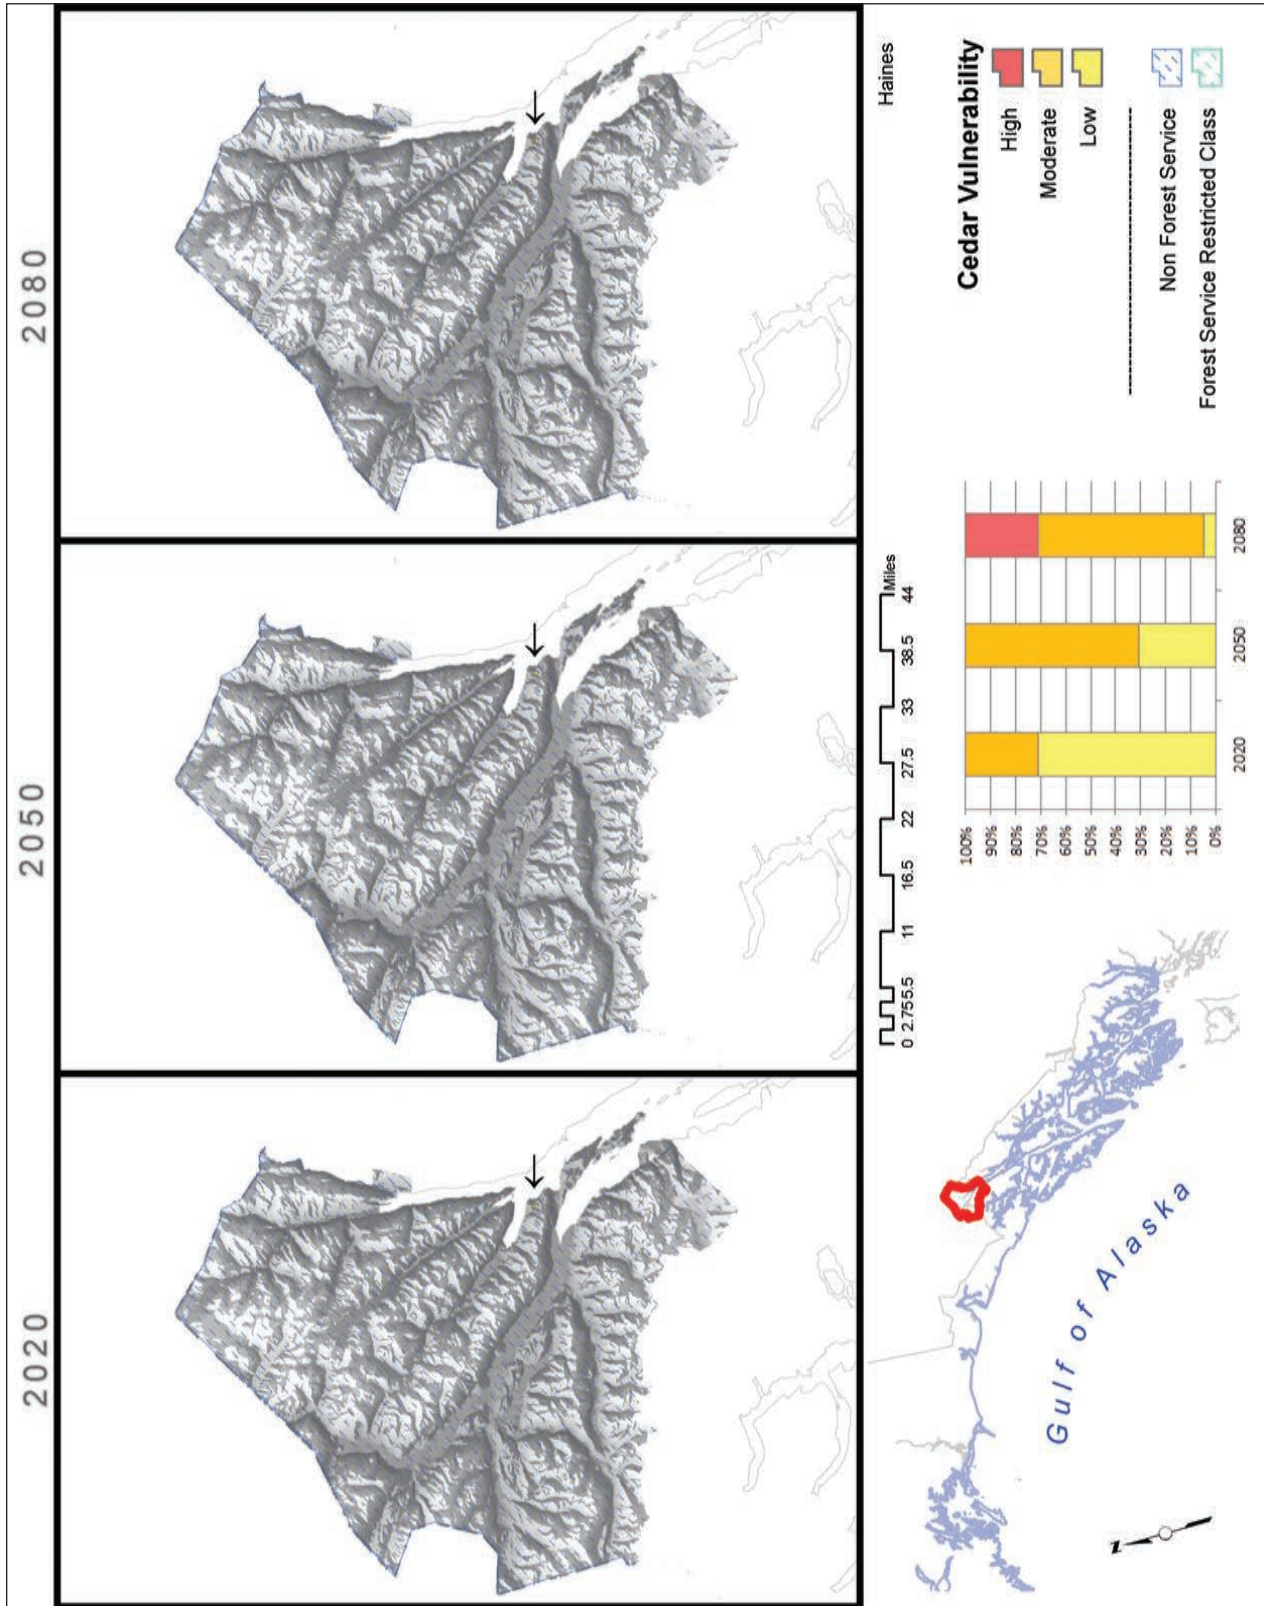 2020
2050
2080
0 2.75 5.5 11 16.5 22 27.5 33 38.5 44
Miles
Haines
Gulf of Alaska
N
100%
90%
80%
70%
60%
50%
40%
30%
20%
10%
0%
2020 2050 2080
Cedar Vulnerability
High
Moderate
Low
Non Forest Service
Forest Service Restricted Class